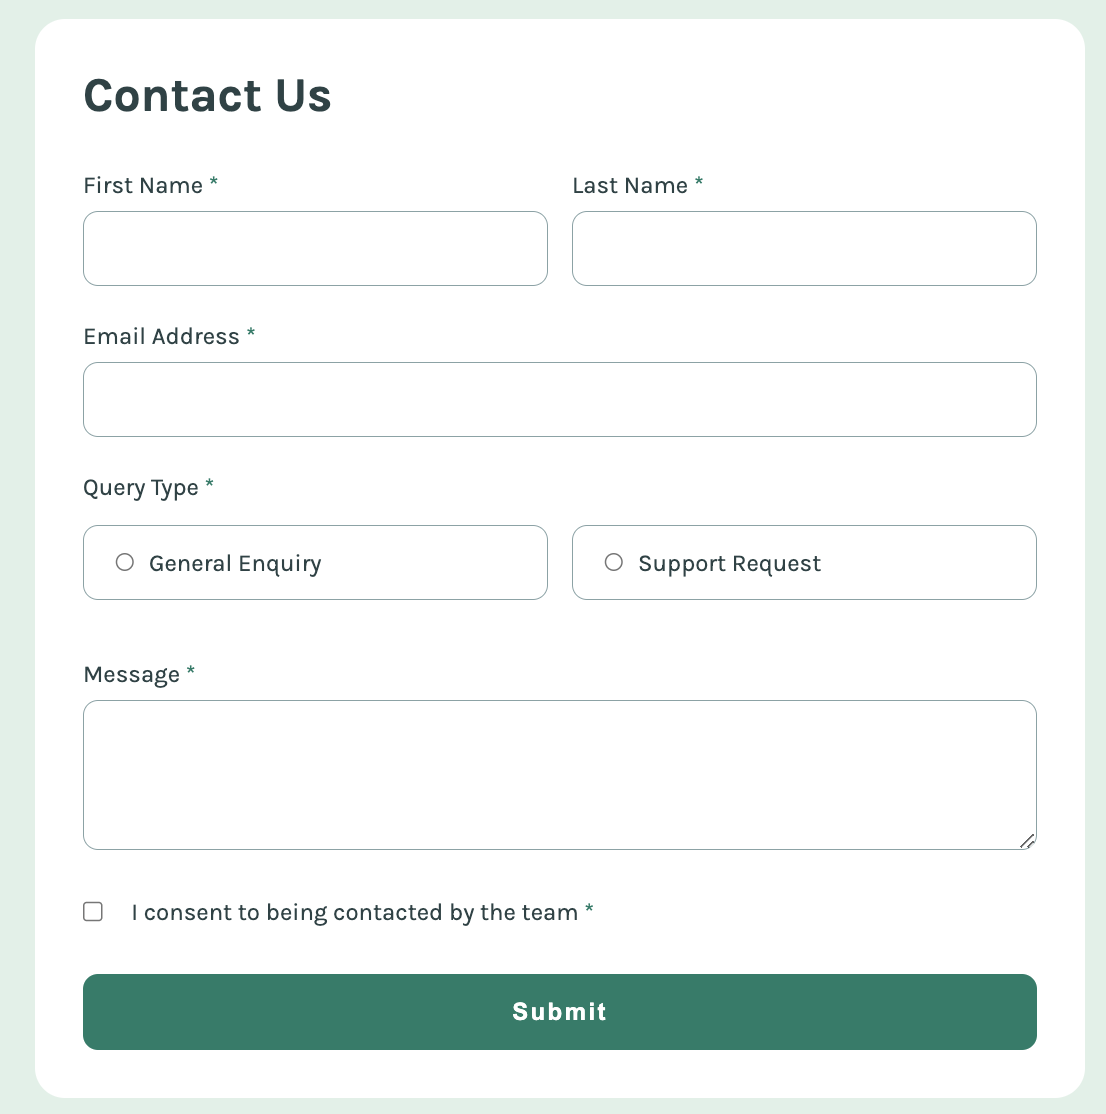 Contact Us
First Name *
Last Name *
Email Address *
Query Type *
General Enquiry
Support Request
Message *
I consent to being contacted by the team *
Submit